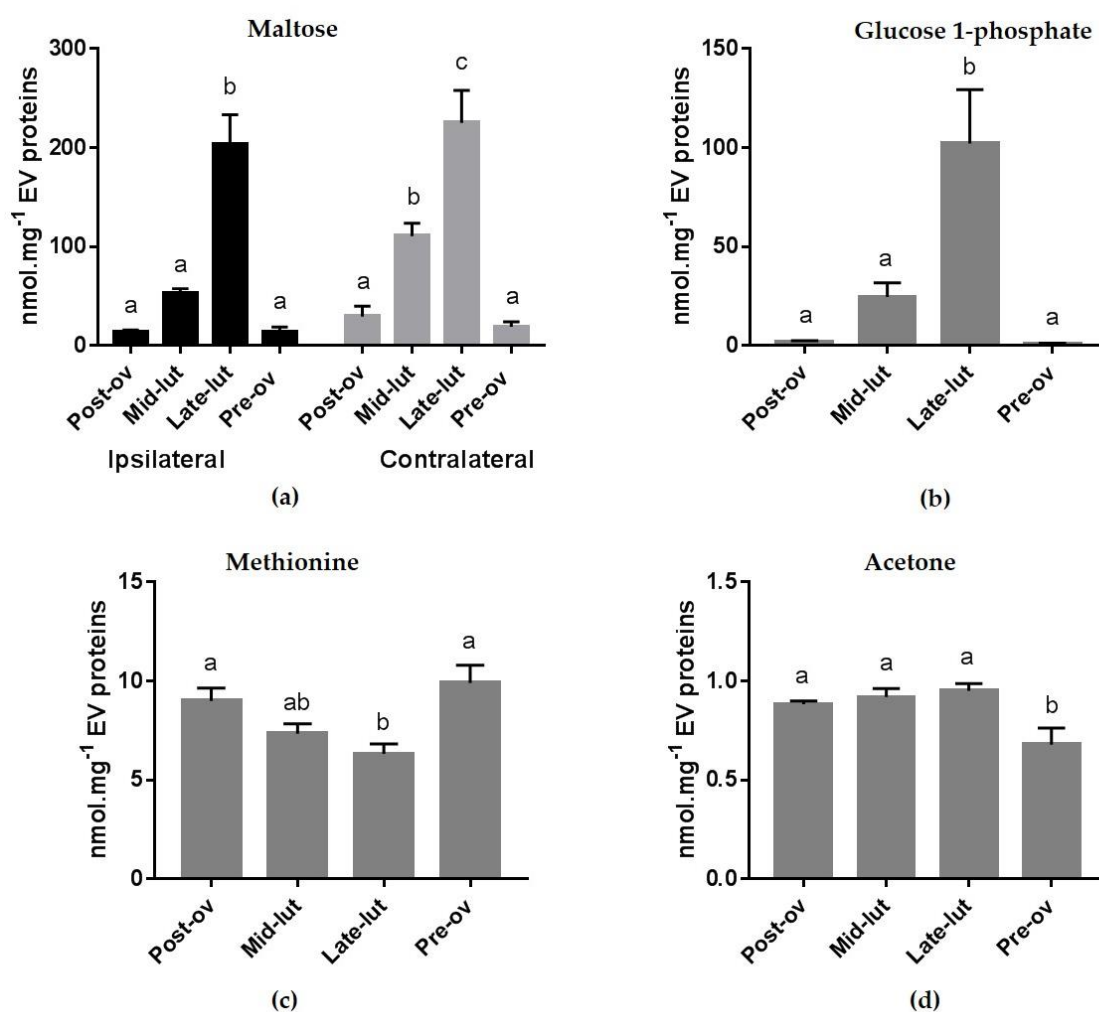 Maltose
nmol.mg⁻¹ EV proteins
300
200
100
0
a
a
b
a
a
b
c
a
Post-ov
Mid-lut
Late-lut
Pre-ov
Post-ov
Mid-lut
Late-lut
Pre-ov
Ipsilateral
Contralateral
(a)
Glucose 1-phosphate
nmol.mg⁻¹ EV proteins
150
100
50
0
a
a
b
a
Post-ov
Mid-lut
Late-lut
Pre-ov
(b)
Methionine
nmol.mg⁻¹ EV proteins
15
10
5
0
a
ab
b
a
Post-ov
Mid-lut
Late-lut
Pre-ov
(c)
Acetone
nmol.mg⁻¹ EV proteins
1.5
1.0
0.5
0.0
a
a
a
b
Post-ov
Mid-lut
Late-lut
Pre-ov
(d)